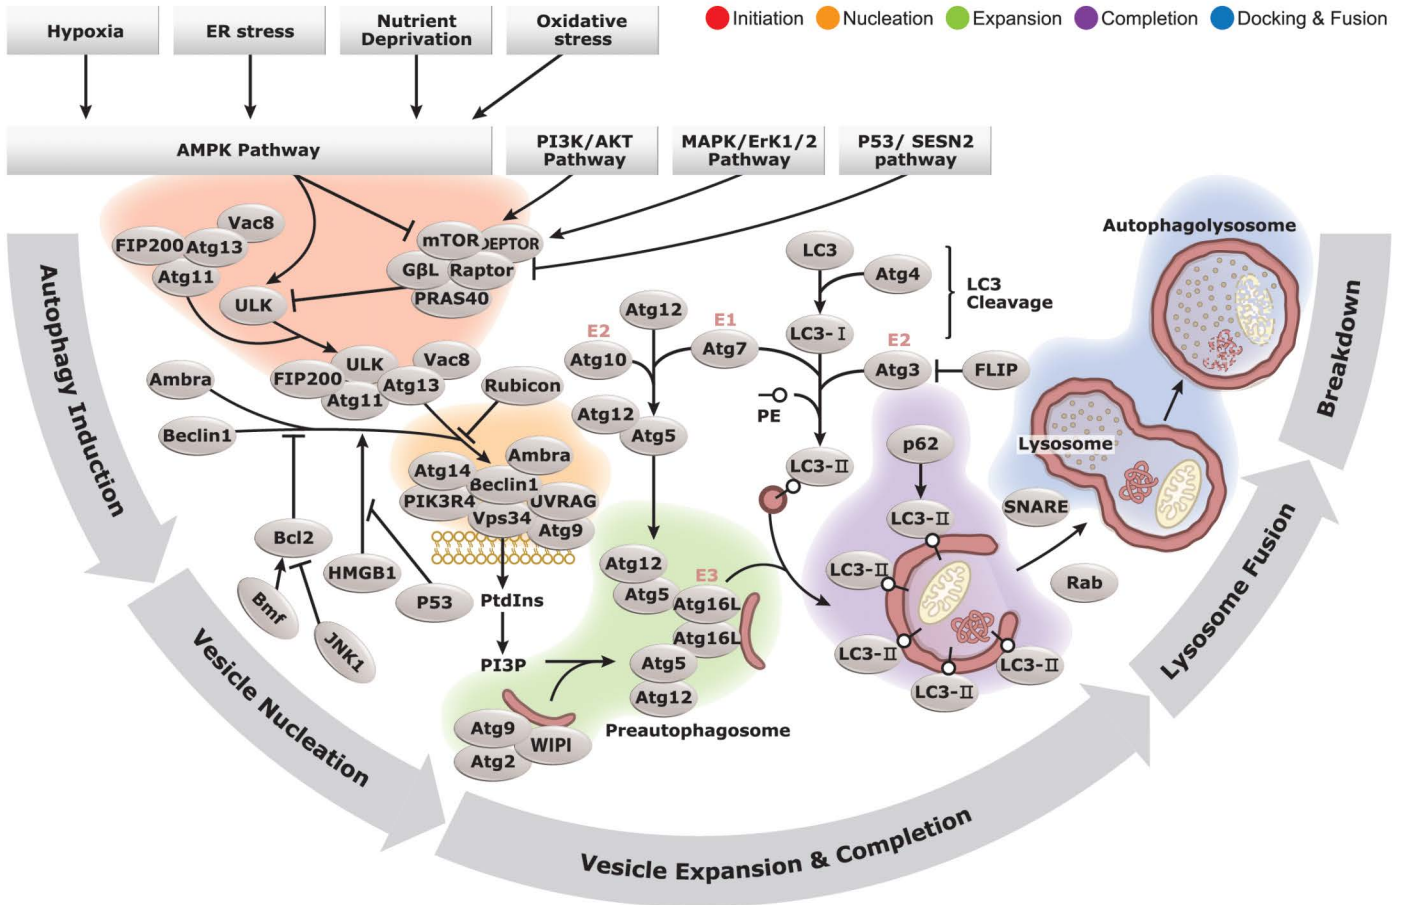 Hypoxia
ER stress
Nutrient
Deprivation
Oxidative
stress
Initiation
Nucleation
Expansion
Completion
Docking & Fusion
AMPK Pathway
PI3K/AKT
Pathway
MAPK/ErK1/2
Pathway
P53/ SESN2
pathway
Vac8
FIP200
Atg13
Atg11
ULK
mTOR
DEPTOR
GβL
Raptor
PRAS40
LC3
Atg4
LC3
Cleavage
LC3-I
Atg12
E2
Atg10
E1
Atg7
E2
Atg3
FLIP
PE
Atg12
Atg5
LC3-II
Autophagolysosome
Lysosome
ULK
Vac8
FIP200
Atg13
Atg11
Ambra
Beclin1
Rubicon
Ambra
Atg14
Beclin1
PIK3R4
UVRAG
Vps34
Atg9
Bcl2
HMGB1
P53
Bmf
JNK1
PtdIns
PI3P
Atg12
Atg5
E3
Atg16L
Atg16L
Atg5
Atg12
Preautophagosome
Atg9
WIPI
Atg2
p62
LC3-II
LC3-II
LC3-II
LC3-II
LC3-II
SNARE
Rab
Autophagy Induction
Vesicle Nucleation
Vesicle Expansion & Completion
Lysosome Fusion
Breakdown